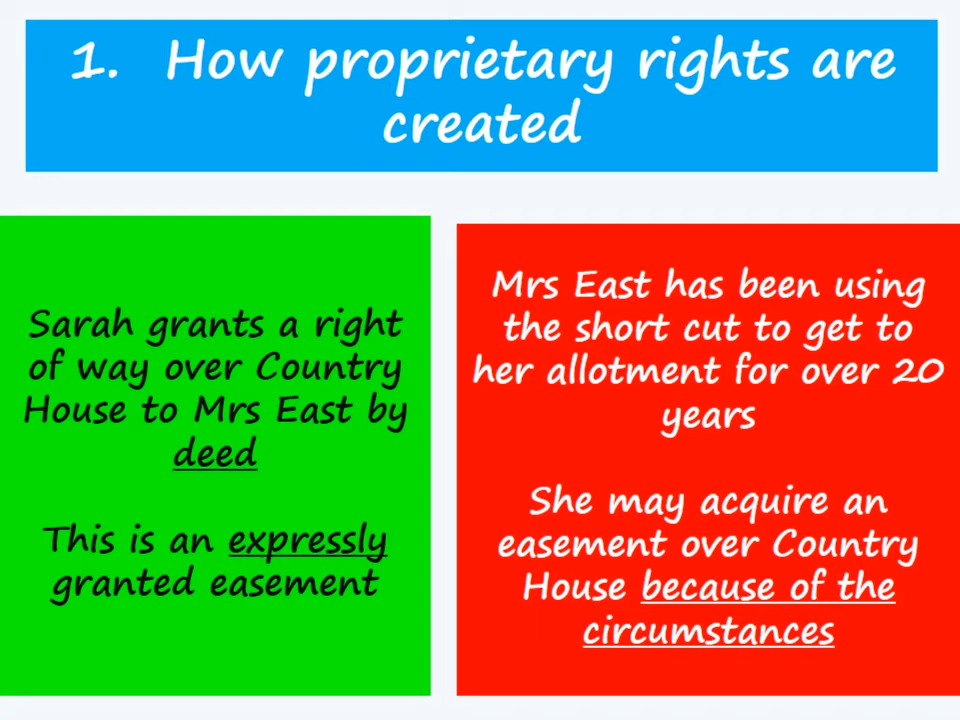 1. How proprietary rights are
created
Sarah grants a right
of way over Country
House to Mrs East by
deed
This is an expressly
granted easement
Mrs East has been using
the short cut to get to
her allotment for over 20
years
She may acquire an
easement over Country
House because of the
circumstances